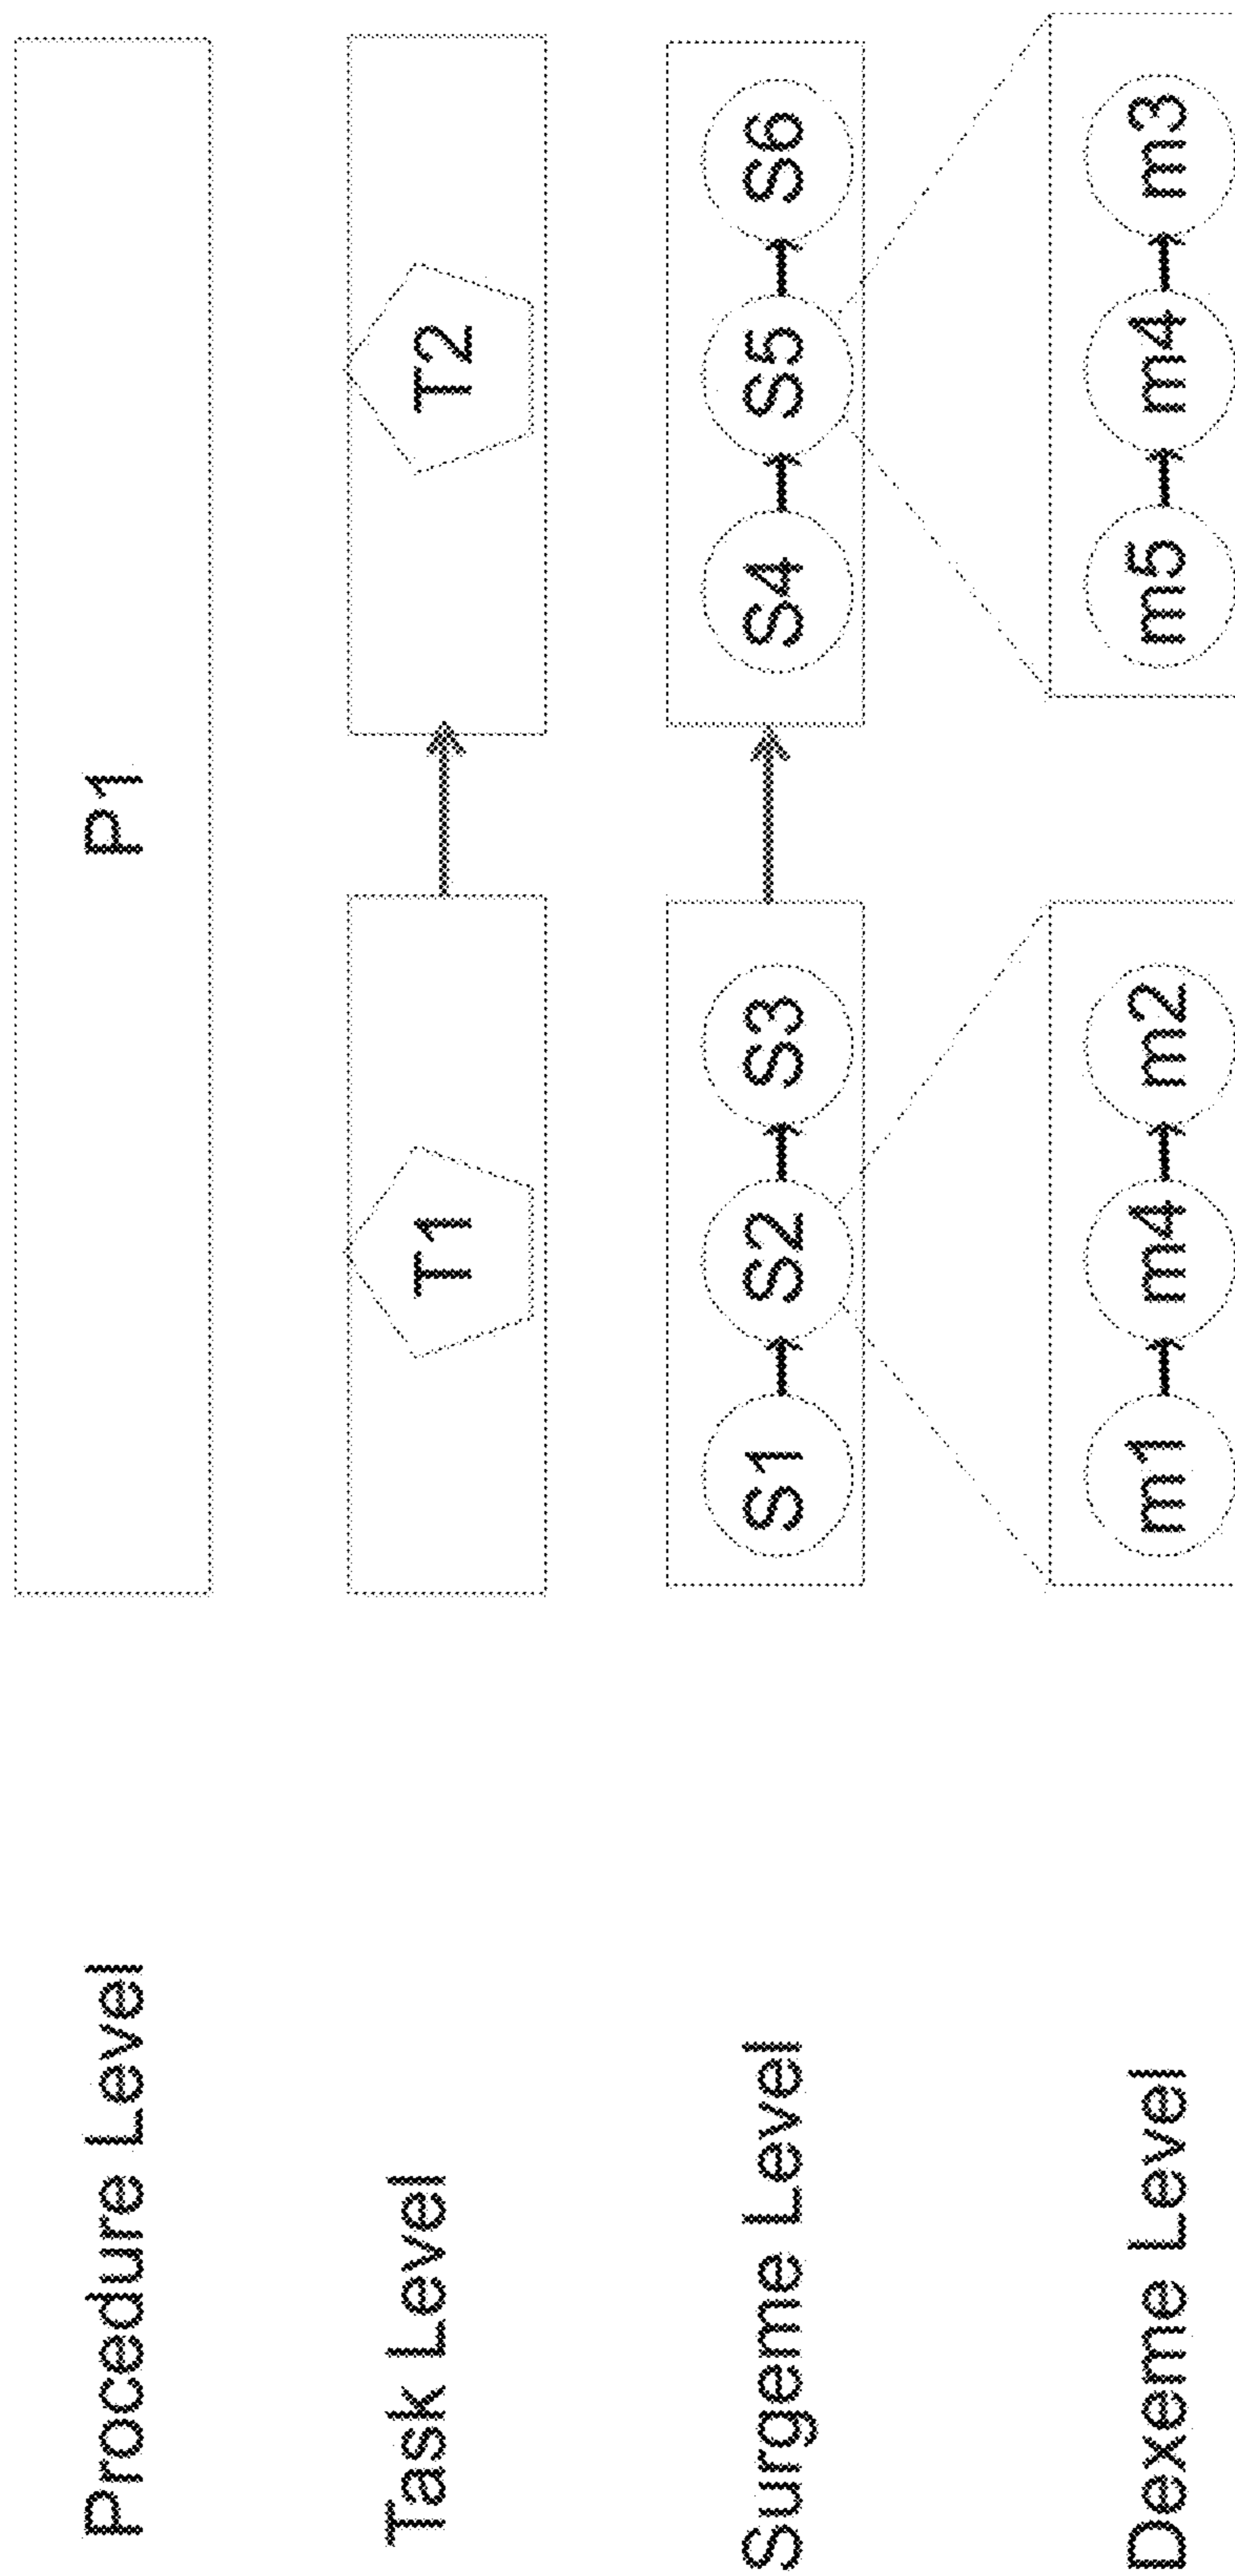 Procedure Level
P1
Task Level
T1
T2
Surgeme Level
S1 S2 S3
S4 S5 S6
Dexeme Level
m1 m4 m2
m5 m4 m3